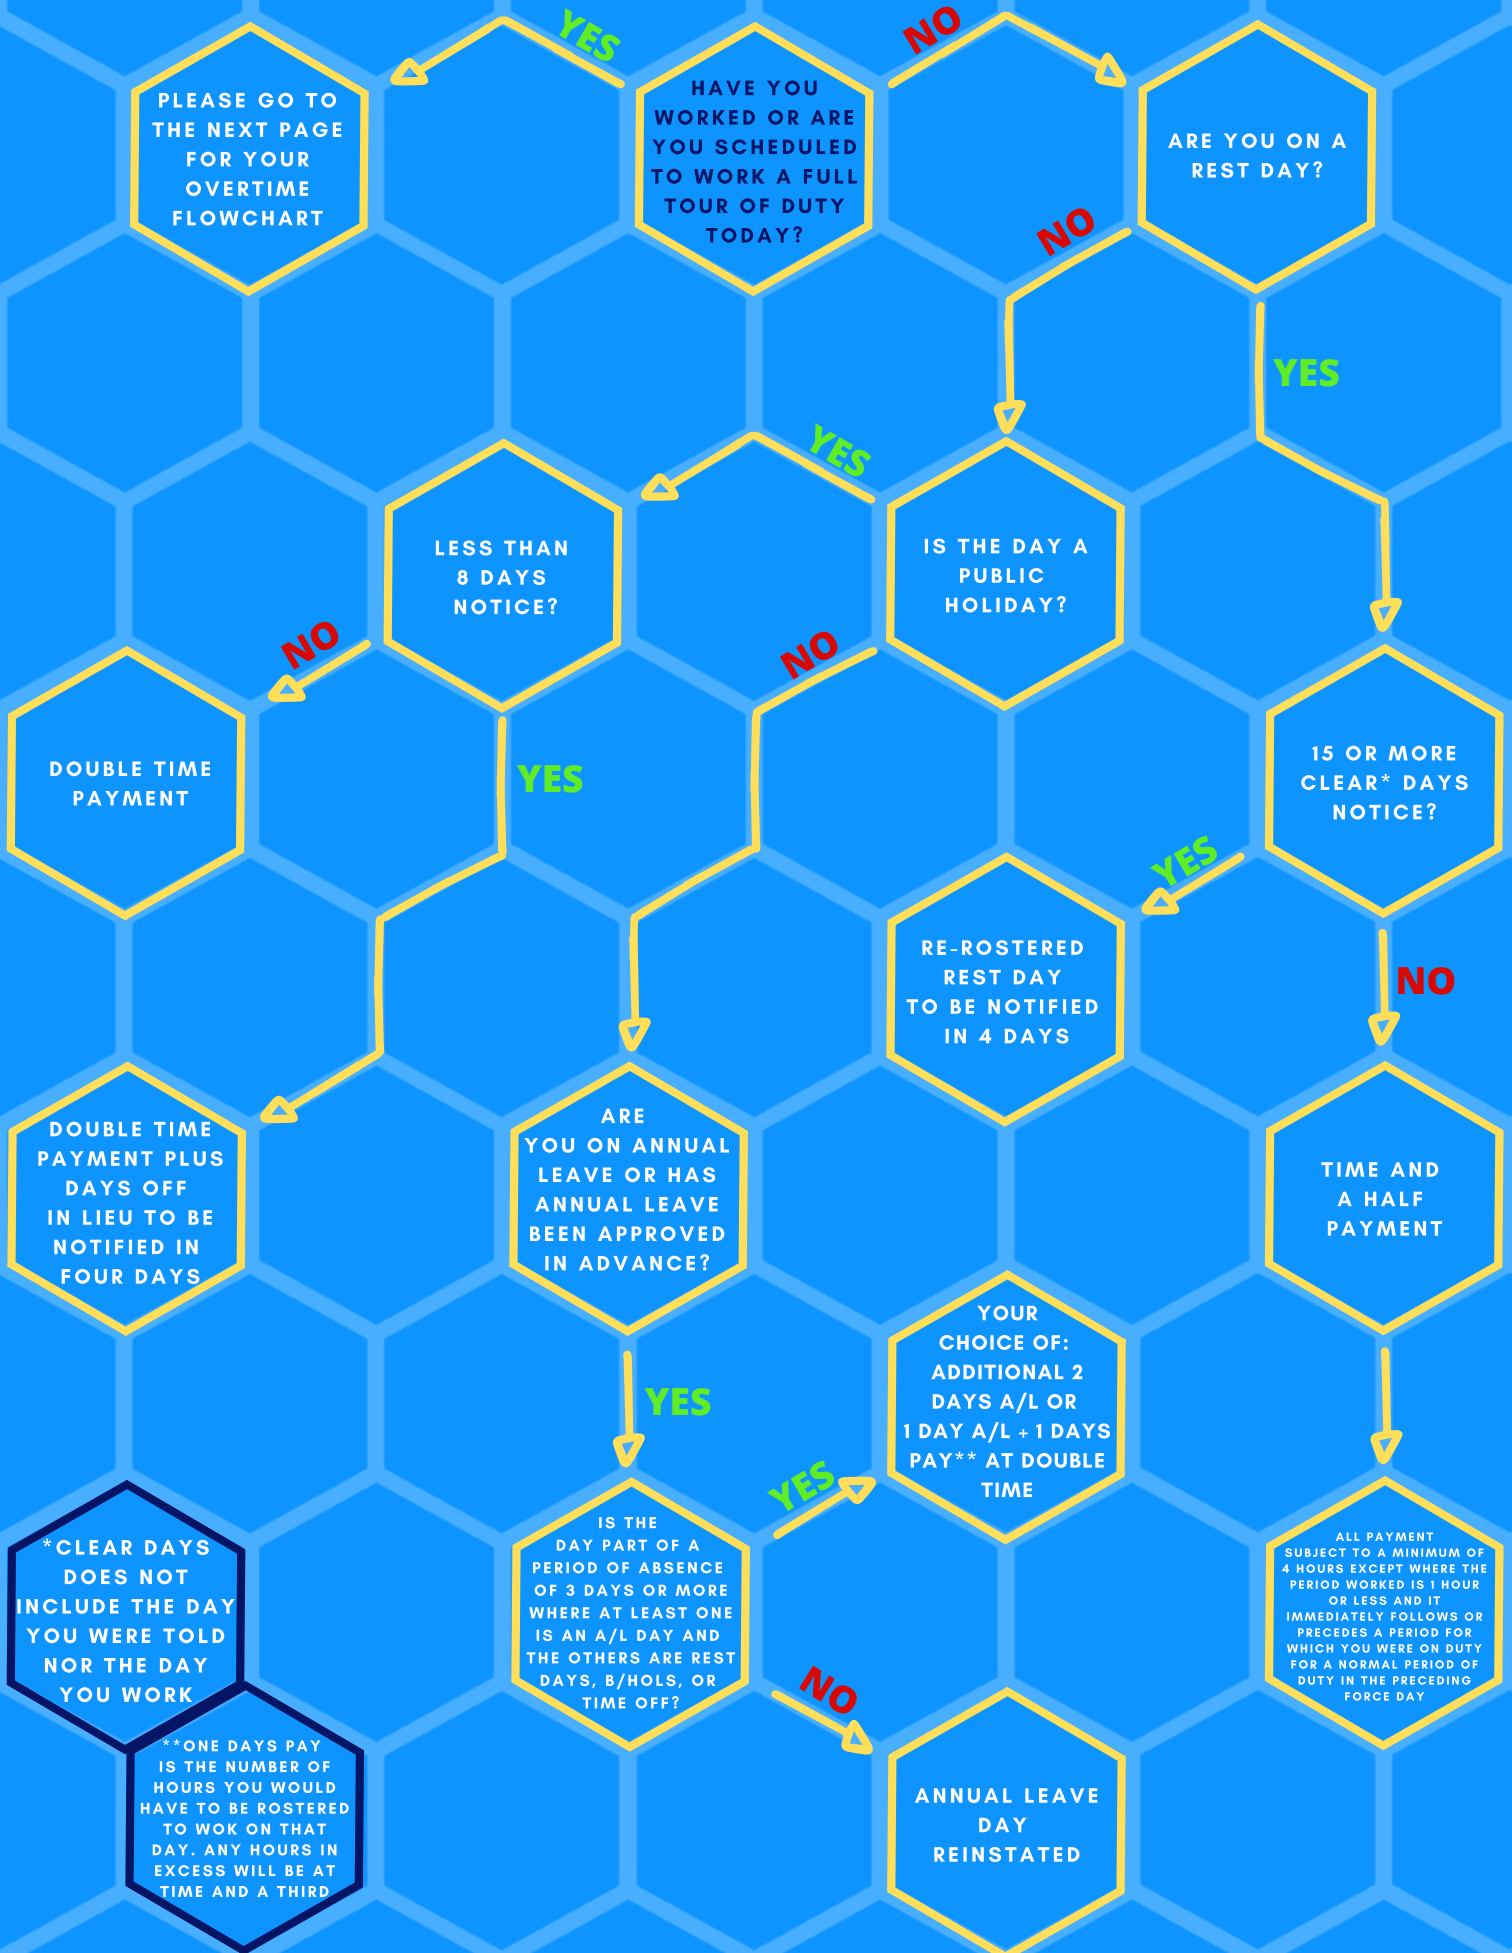 YES
NO
PLEASE GO TO
THE NEXT PAGE
FOR YOUR
OVERTIME
FLOWCHART
HAVE YOU
WORKED OR ARE
YOU SCHEDULED
TO WORK A FULL
TOUR OF DUTY
TODAY?
ARE YOU ON A
REST DAY?
NO
YES
YES
LESS THAN
8 DAYS
NOTICE?
IS THE DAY A
PUBLIC
HOLIDAY?
NO
NO
DOUBLE TIME
PAYMENT
YES
15 OR MORE
CLEAR* DAYS
NOTICE?
YES
RE-ROSTERED
REST DAY
TO BE NOTIFIED
IN 4 DAYS
NO
DOUBLE TIME
PAYMENT PLUS
DAYS OFF
IN LIEU TO BE
NOTIFIED IN
FOUR DAYS
ARE
YOU ON ANNUAL
LEAVE OR HAS
ANNUAL LEAVE
BEEN APPROVED
IN ADVANCE?
TIME AND
A HALF
PAYMENT
YES
YOUR
CHOICE OF:
ADDITIONAL 2
DAYS A/L OR
1 DAY A/L + 1 DAYS
PAY** AT DOUBLE
TIME
YES
*CLEAR DAYS
DOES NOT
INCLUDE THE DAY
YOU WERE TOLD
NOR THE DAY
YOU WORK
IS THE
DAY PART OF A
PERIOD OF ABSENCE
OF 3 DAYS OR MORE
WHERE AT LEAST ONE
IS AN A/L DAY AND
THE OTHERS ARE REST
DAYS, B/HOLS, OR
TIME OFF?
ALL PAYMENT
SUBJECT TO A MINIMUM OF
4 HOURS EXCEPT WHERE THE
PERIOD WORKED IS 1 HOUR
OR LESS AND IT
IMMEDIATELY FOLLOWS OR
PRECEDES A PERIOD FOR
WHICH YOU WERE ON DUTY
FOR A NORMAL PERIOD OF
DUTY IN THE PRECEDING
FORCE DAY
NO
**ONE DAYS PAY
IS THE NUMBER OF
HOURS YOU WOULD
HAVE TO BE ROSTERED
TO WOK ON THAT
DAY. ANY HOURS IN
EXCESS WILL BE AT
TIME AND A THIRD
ANNUAL LEAVE
DAY
REINSTATED